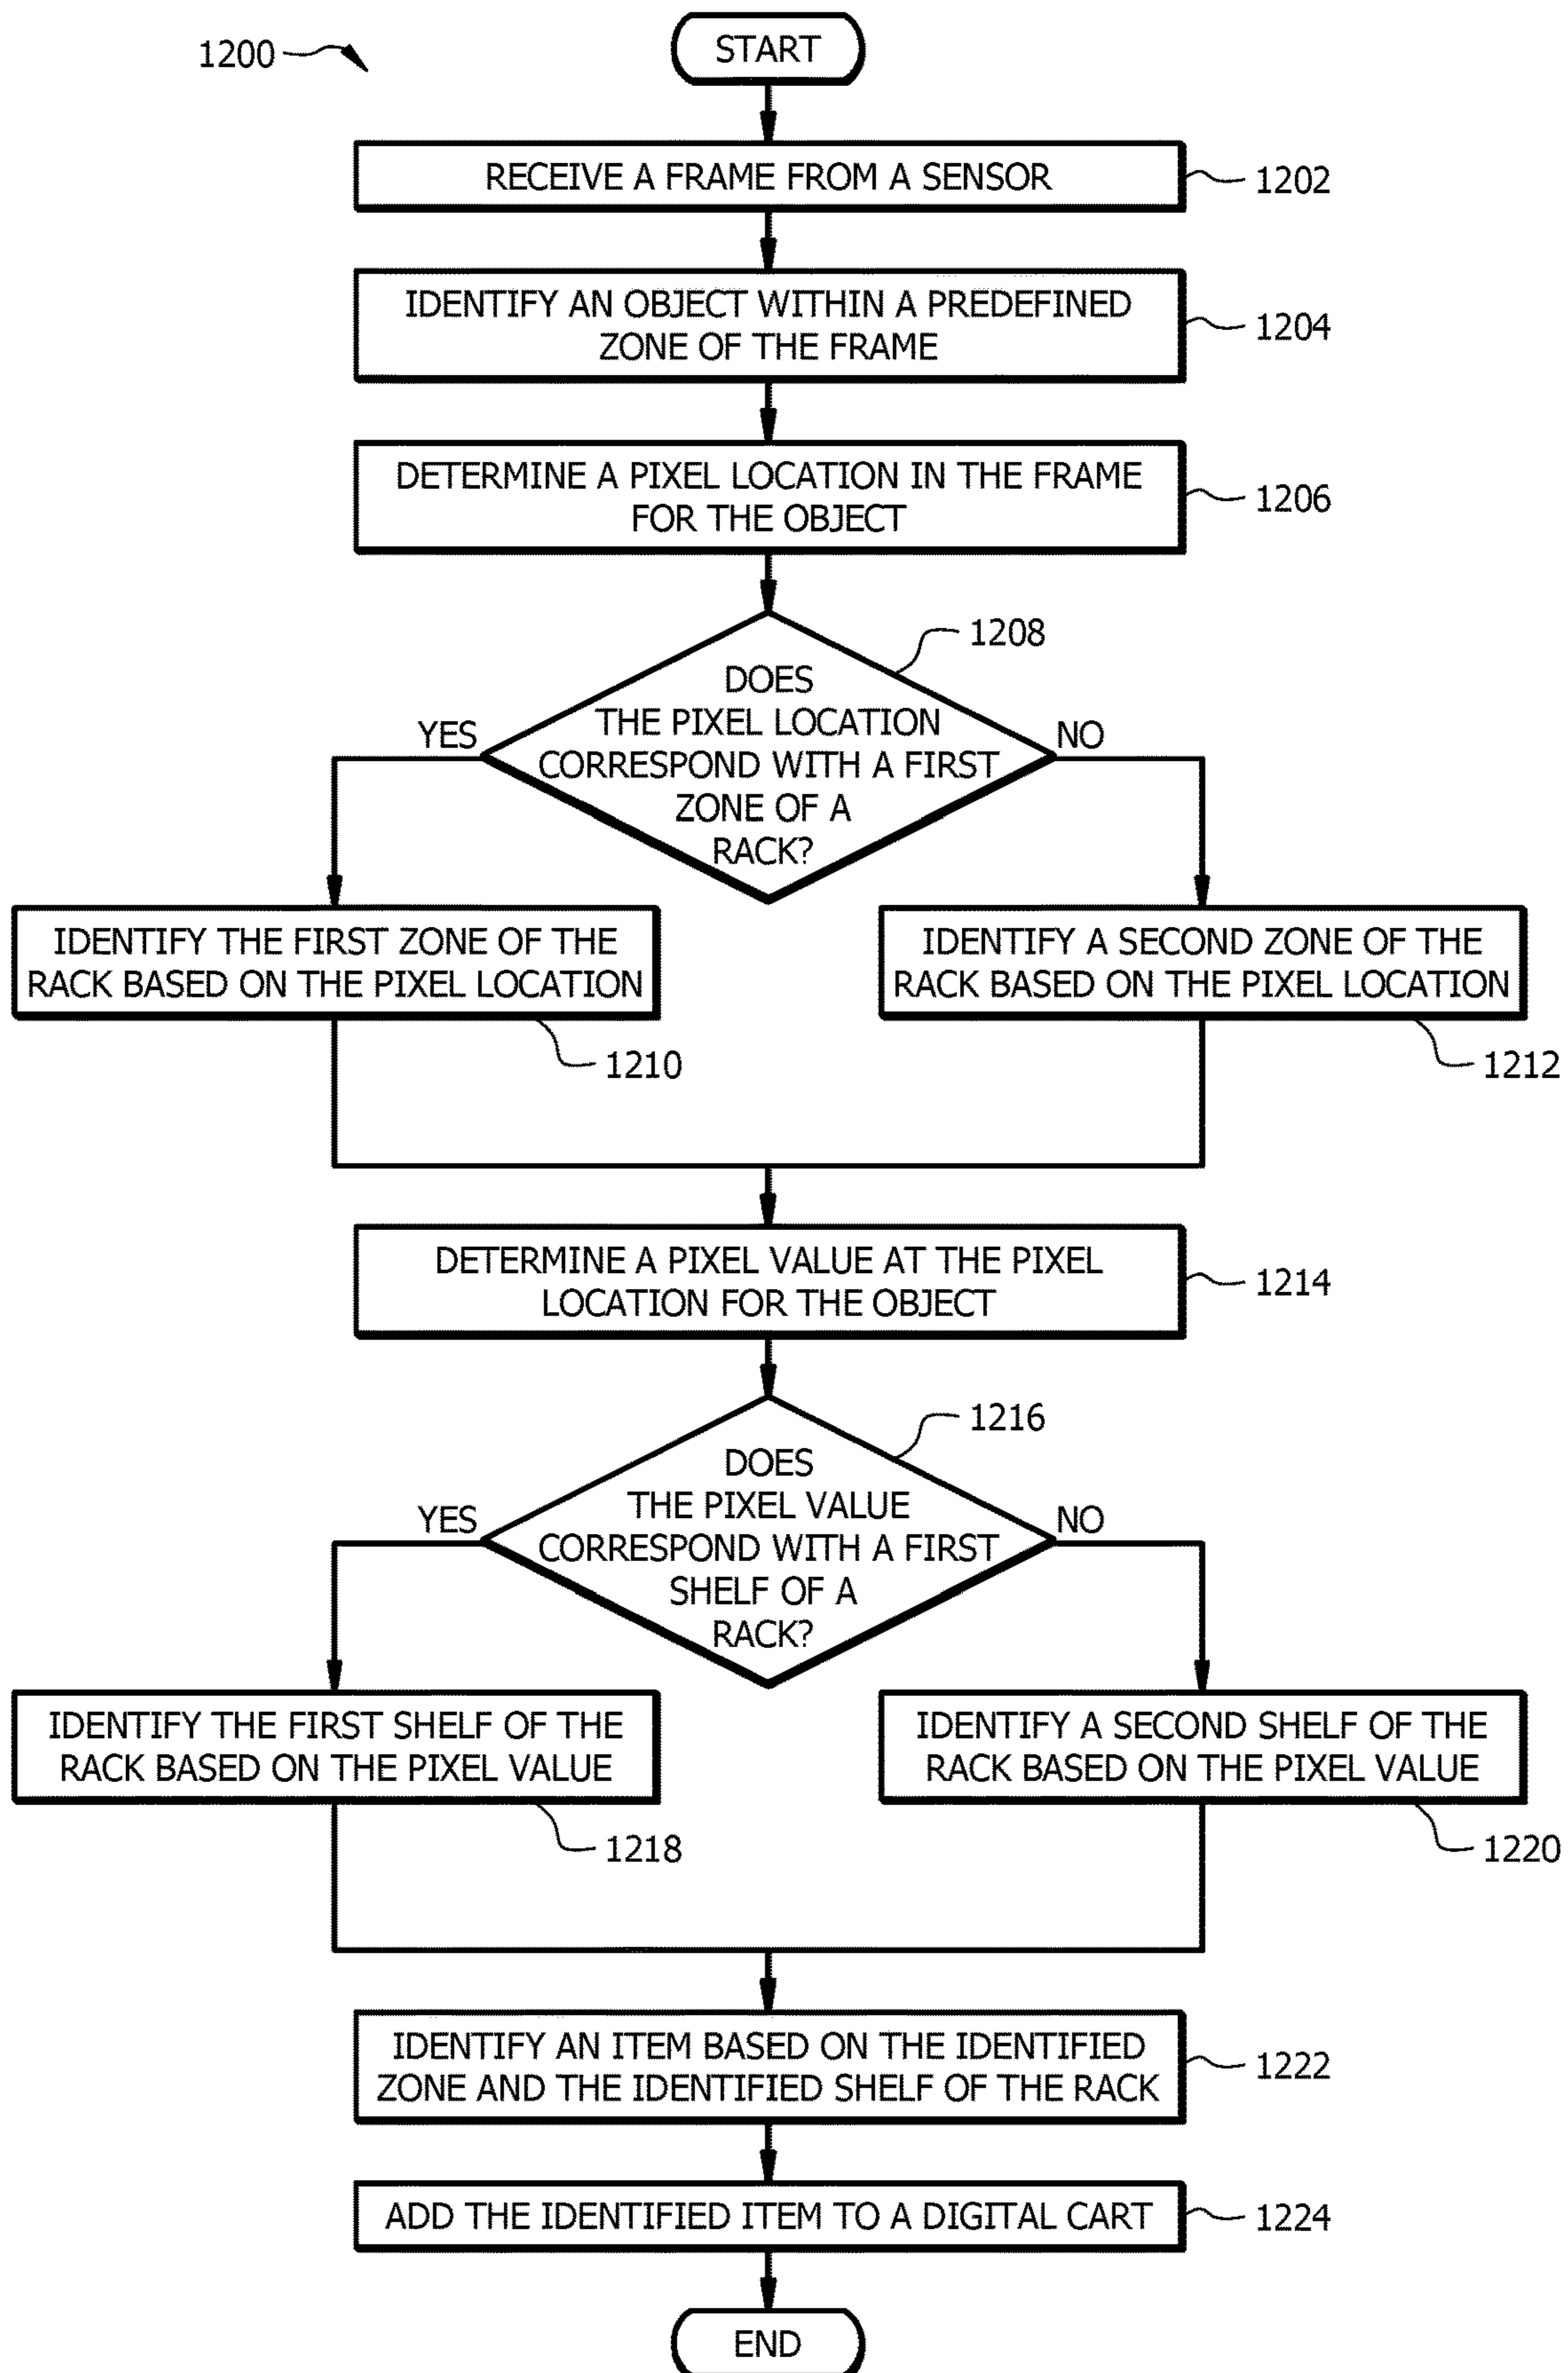 1200
START
RECEIVE A FRAME FROM A SENSOR
1202
IDENTIFY AN OBJECT WITHIN A PREDEFINED
ZONE OF THE FRAME
1204
DETERMINE A PIXEL LOCATION IN THE FRAME
FOR THE OBJECT
1206
1208
DOES
THE PIXEL LOCATION
CORRESPOND WITH A FIRST
ZONE OF A
RACK?
YES
NO
IDENTIFY THE FIRST ZONE OF THE
RACK BASED ON THE PIXEL LOCATION
1210
IDENTIFY A SECOND ZONE OF THE
RACK BASED ON THE PIXEL LOCATION
1212
DETERMINE A PIXEL VALUE AT THE PIXEL
LOCATION FOR THE OBJECT
1214
1216
DOES
THE PIXEL VALUE
CORRESPOND WITH A FIRST
SHELF OF A
RACK?
YES
NO
IDENTIFY THE FIRST SHELF OF THE
RACK BASED ON THE PIXEL VALUE
1218
IDENTIFY A SECOND SHELF OF THE
RACK BASED ON THE PIXEL VALUE
1220
IDENTIFY AN ITEM BASED ON THE IDENTIFIED
ZONE AND THE IDENTIFIED SHELF OF THE RACK
1222
ADD THE IDENTIFIED ITEM TO A DIGITAL CART
1224
END